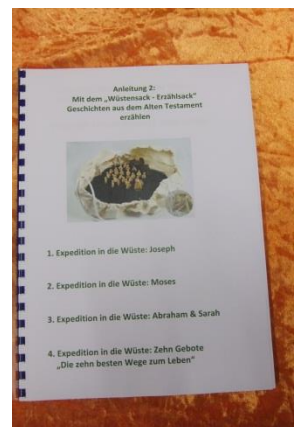 Anleitung 2:
Mit dem „Wüstensack - Erzählsack“
Geschichten aus dem Alten Testament
erzählen
1. Expedition in die Wüste: Joseph
2. Expedition in die Wüste: Moses
3. Expedition in die Wüste: Abraham & Sarah
4. Expedition in die Wüste: Zehn Gebote
„Die zehn besten Wege zum Leben“